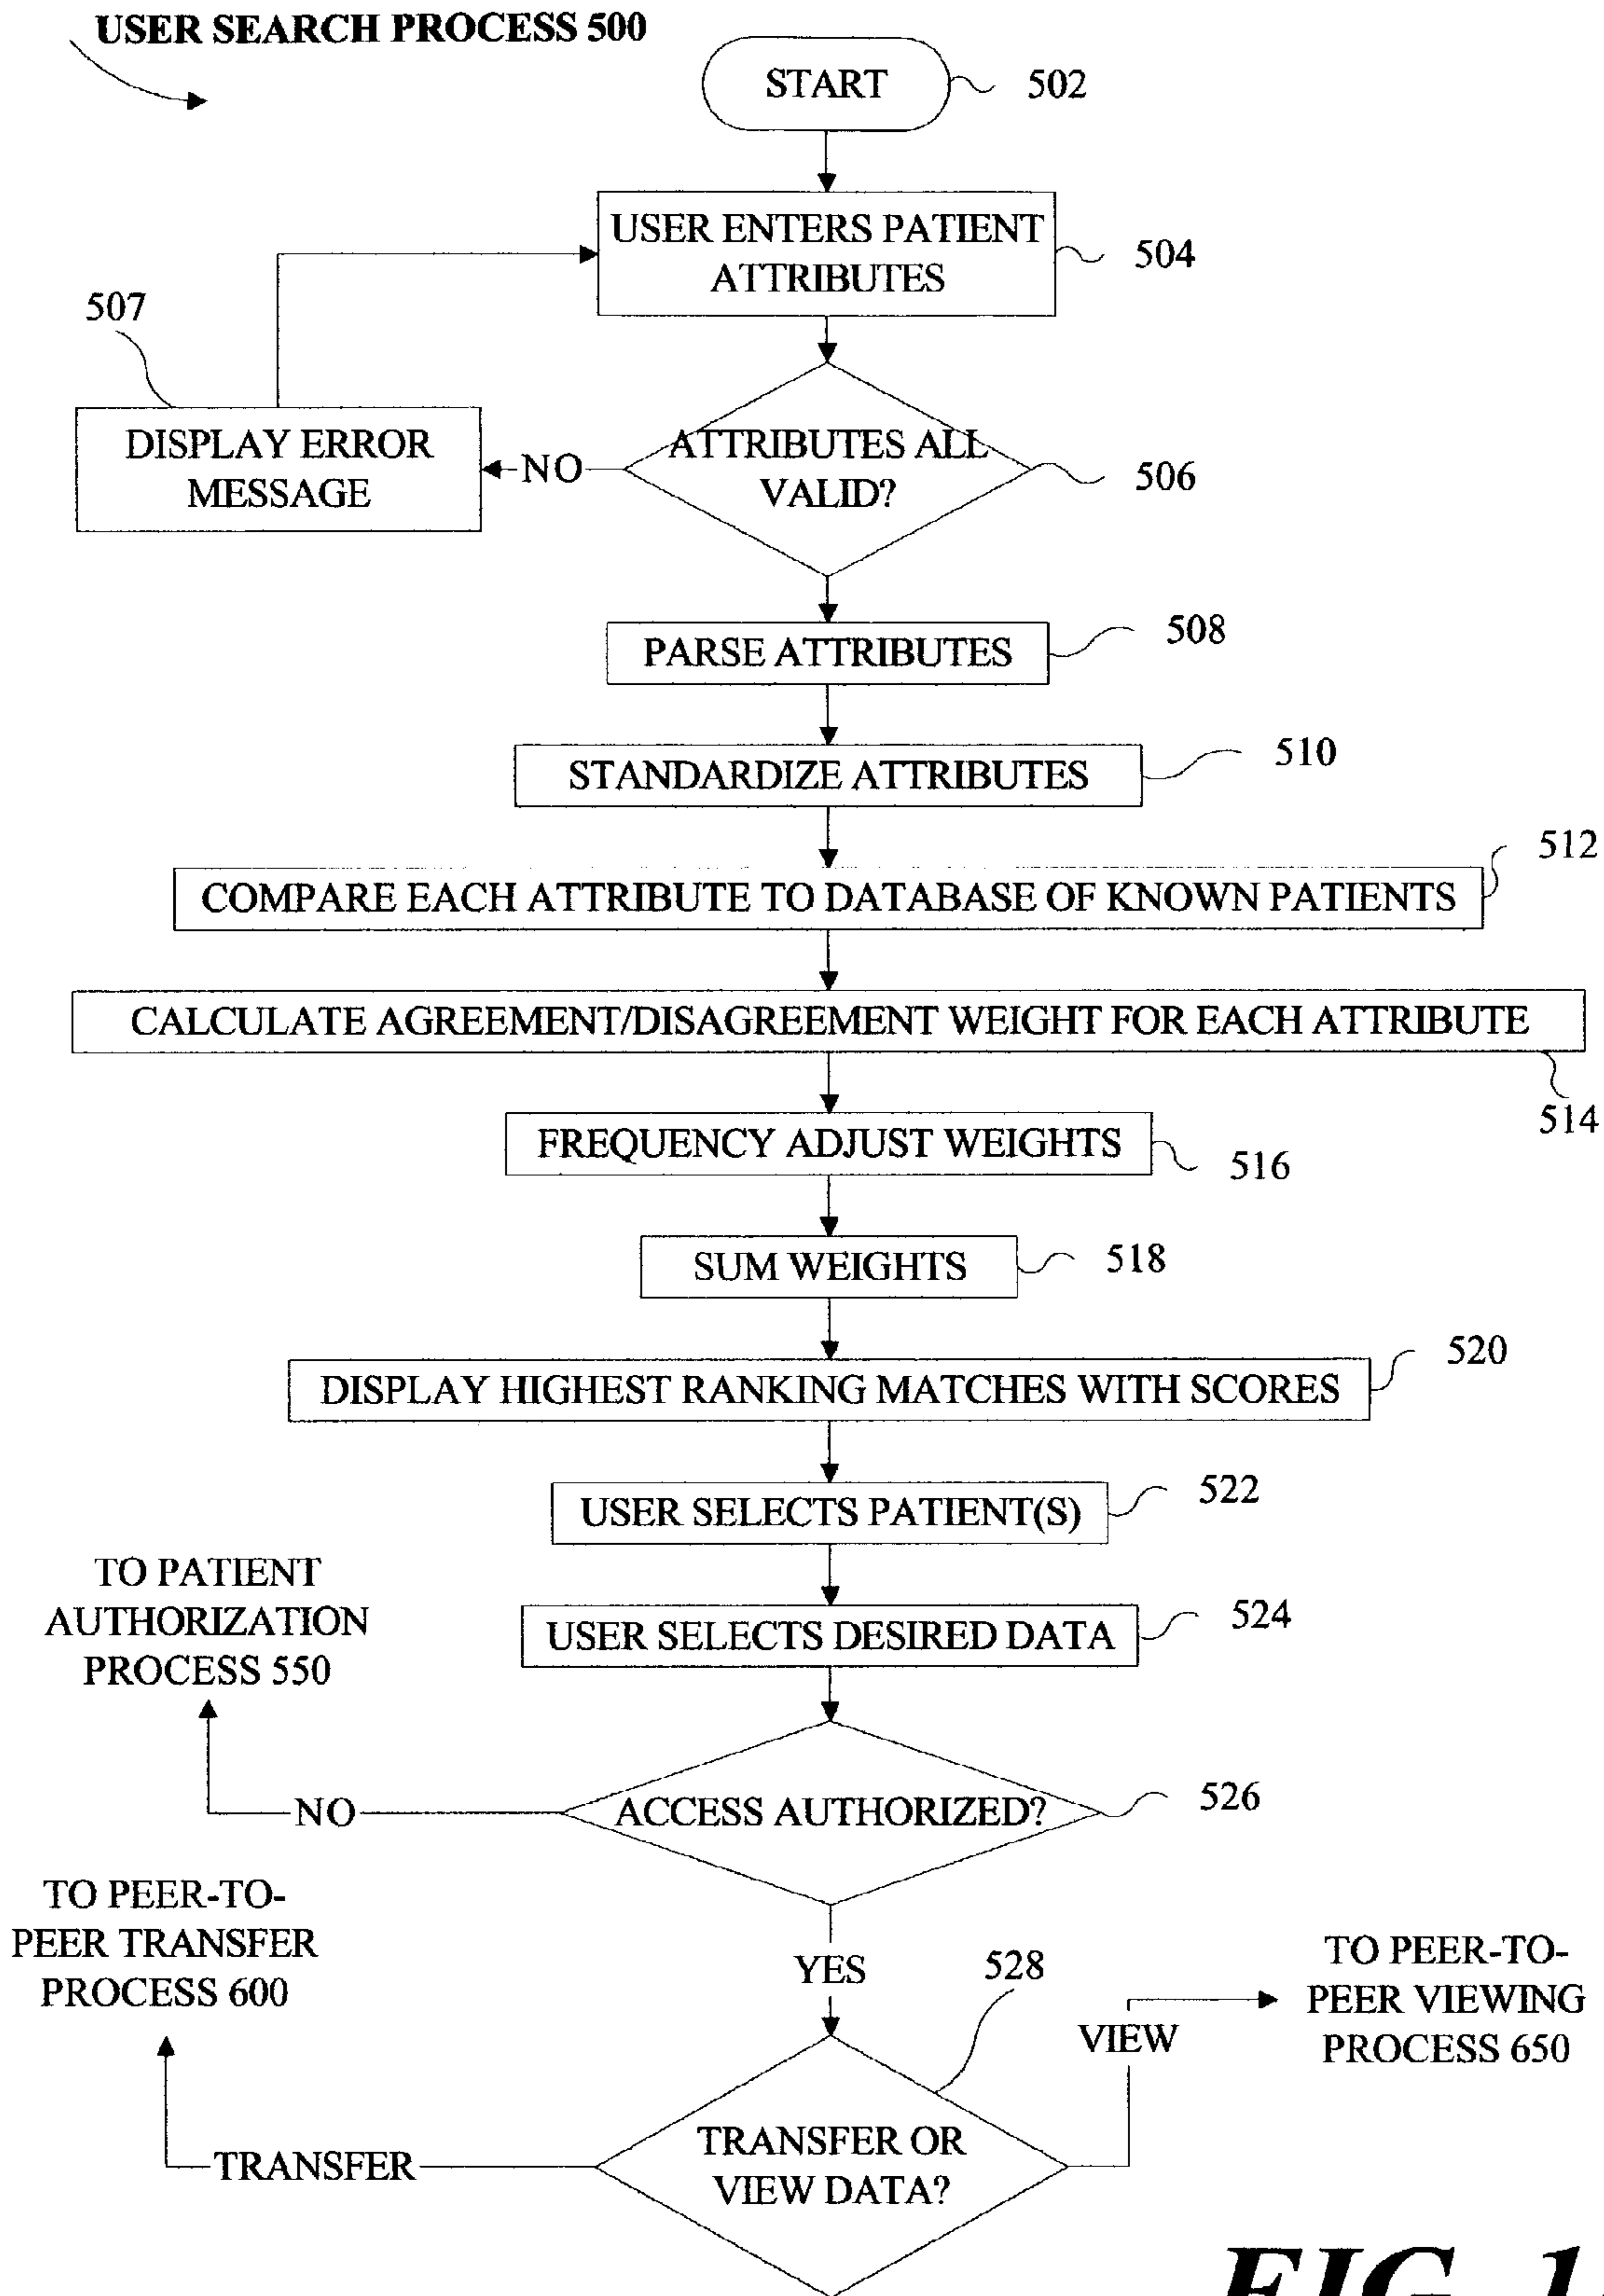 USER SEARCH PROCESS 500
START
502
USER ENTERS PATIENT
ATTRIBUTES
504
507
DISPLAY ERROR
MESSAGE
NO
ATTRIBUTES ALL
VALID?
506
PARSE ATTRIBUTES
508
STANDARDIZE ATTRIBUTES
510
512
COMPARE EACH ATTRIBUTE TO DATABASE OF KNOWN PATIENTS
CALCULATE AGREEMENT/DISAGREEMENT WEIGHT FOR EACH ATTRIBUTE
514
FREQUENCY ADJUST WEIGHTS
516
SUM WEIGHTS
518
520
DISPLAY HIGHEST RANKING MATCHES WITH SCORES
USER SELECTS PATIENT(S)
522
TO PATIENT
AUTHORIZATION
PROCESS 550
USER SELECTS DESIRED DATA
524
NO
ACCESS AUTHORIZED?
526
TO PEER-TO-
PEER TRANSFER
PROCESS 600
YES
528
TO PEER-TO-
PEER VIEWING
PROCESS 650
VIEW
TRANSFER
TRANSFER OR
VIEW DATA?
FIG. 1